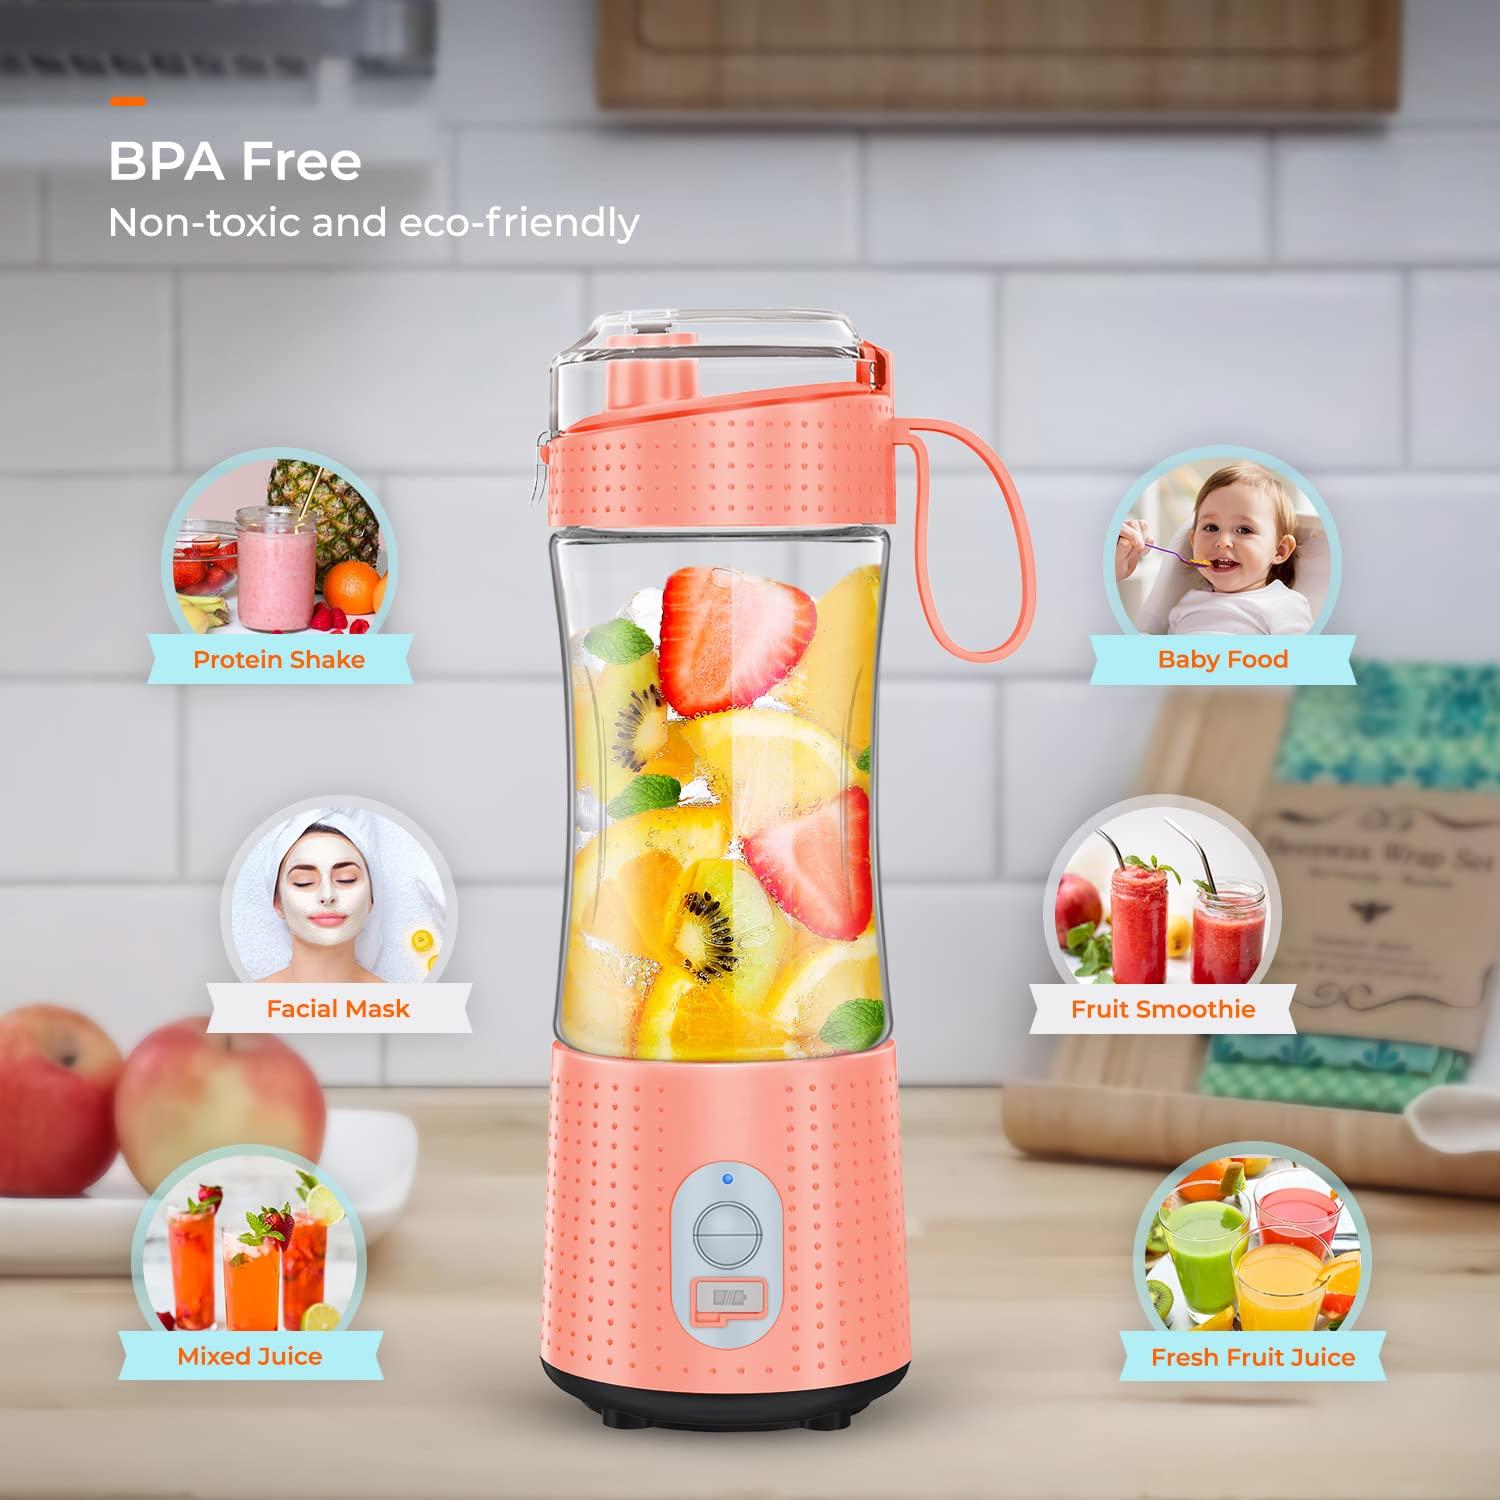 BPA Free
Non-toxic and eco-friendly
Protein Shake
Baby Food
Facial Mask
Fruit Smoothie
Mixed Juice
Fresh Fruit Juice
Beeswax Wrap Set